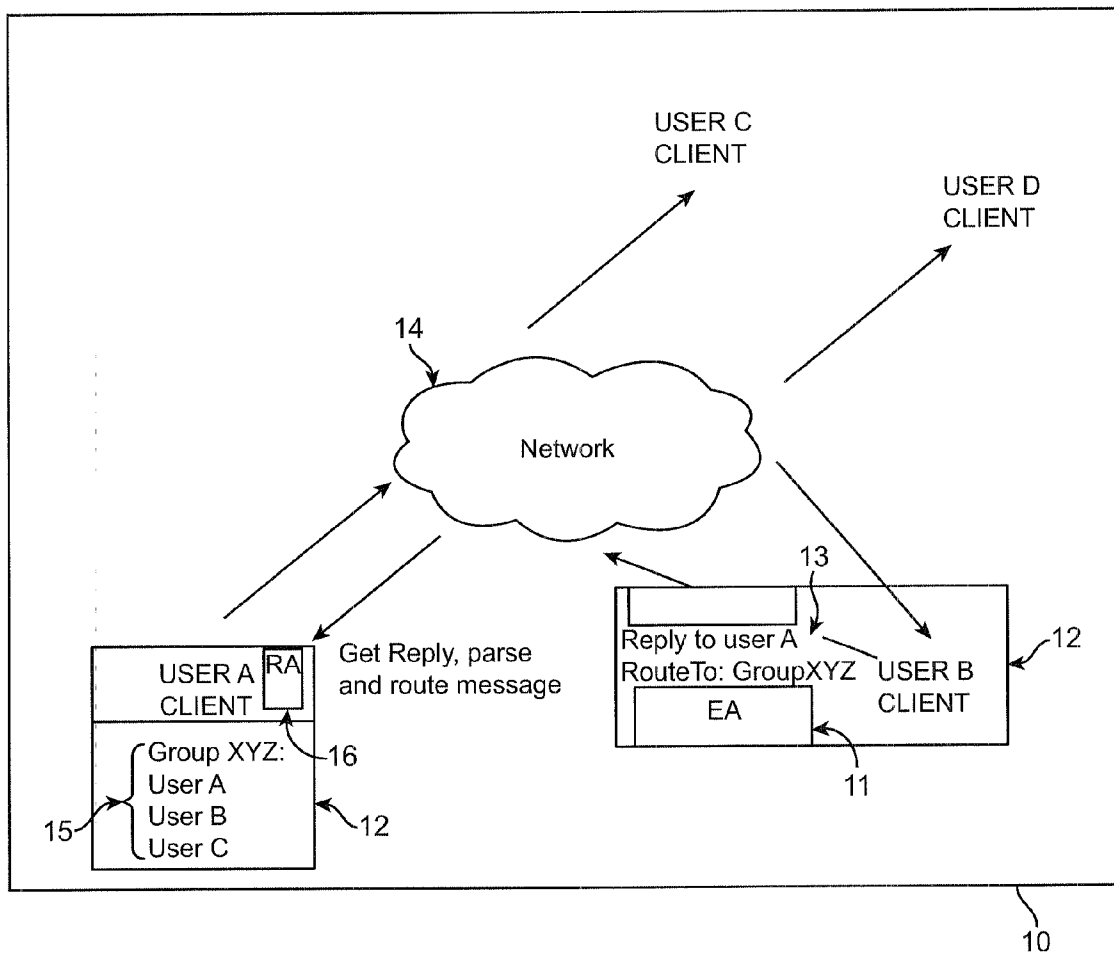 USER C
CLIENT
USER D
CLIENT
14
Network
13
Reply to user A
RouteTo: GroupXYZ
USER B
CLIENT
12
EA
11
USER A
CLIENT
RA
Get Reply, parse
and route message
16
Group XYZ:
User A
User B
User C
15
12
10